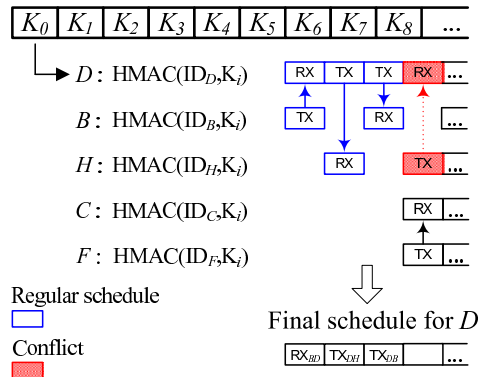 K0 K1 K2 K3 K4 K5 K6 K7 K8 ...
D: HMAC(IDD,Ki) RX TX TX RX ...
B: HMAC(IDB,Ki) TX RX ...
H: HMAC(IDH,Ki) RX TX ...
C: HMAC(IDC,Ki) RX ...
F: HMAC(IDF,Ki) TX ...
Regular schedule
Final schedule for D
Conflict
RXBD TXDH TXDB ...